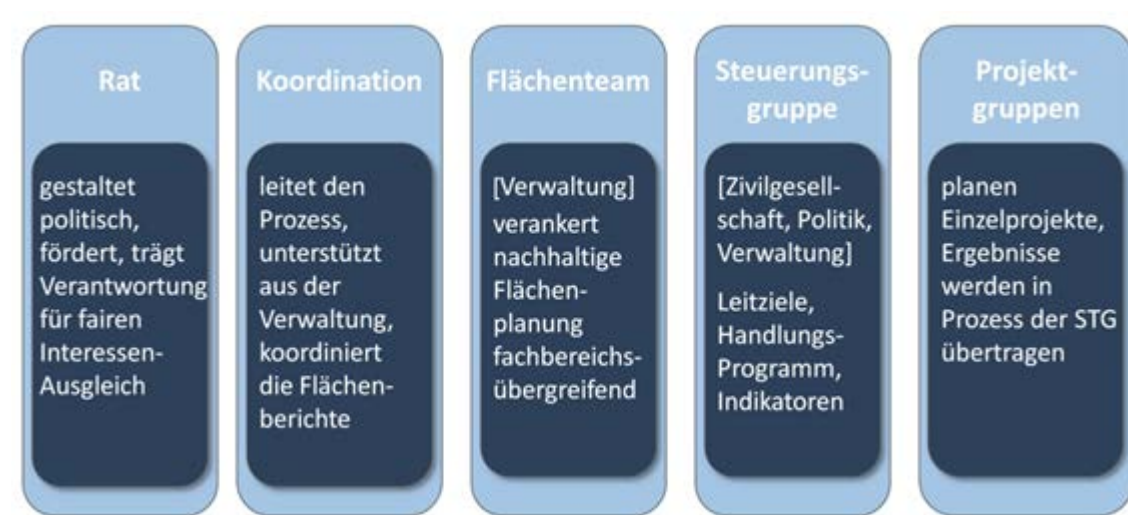 Rat
gestaltet
politisch,
fördert, trägt
Verantwortung
für fairen
Interessen-
Ausgleich
Koordination
leitet den
Prozess,
unterstützt
aus der
Verwaltung,
koordiniert
die Flächen-
berichte
Flächenteam
[Verwaltung]
verankert
nachhaltige
Flächen-
planung
fachbereichs-
übergreifend
Steuerungs-
gruppe
[Zivilgesell-
schaft, Politik,
Verwaltung]
Leitziele,
Handlungs-
Programm,
Indikatoren
Projekt-
gruppen
planen
Einzelprojekte,
Ergebnisse
werden in
Prozess der STG
übertragen